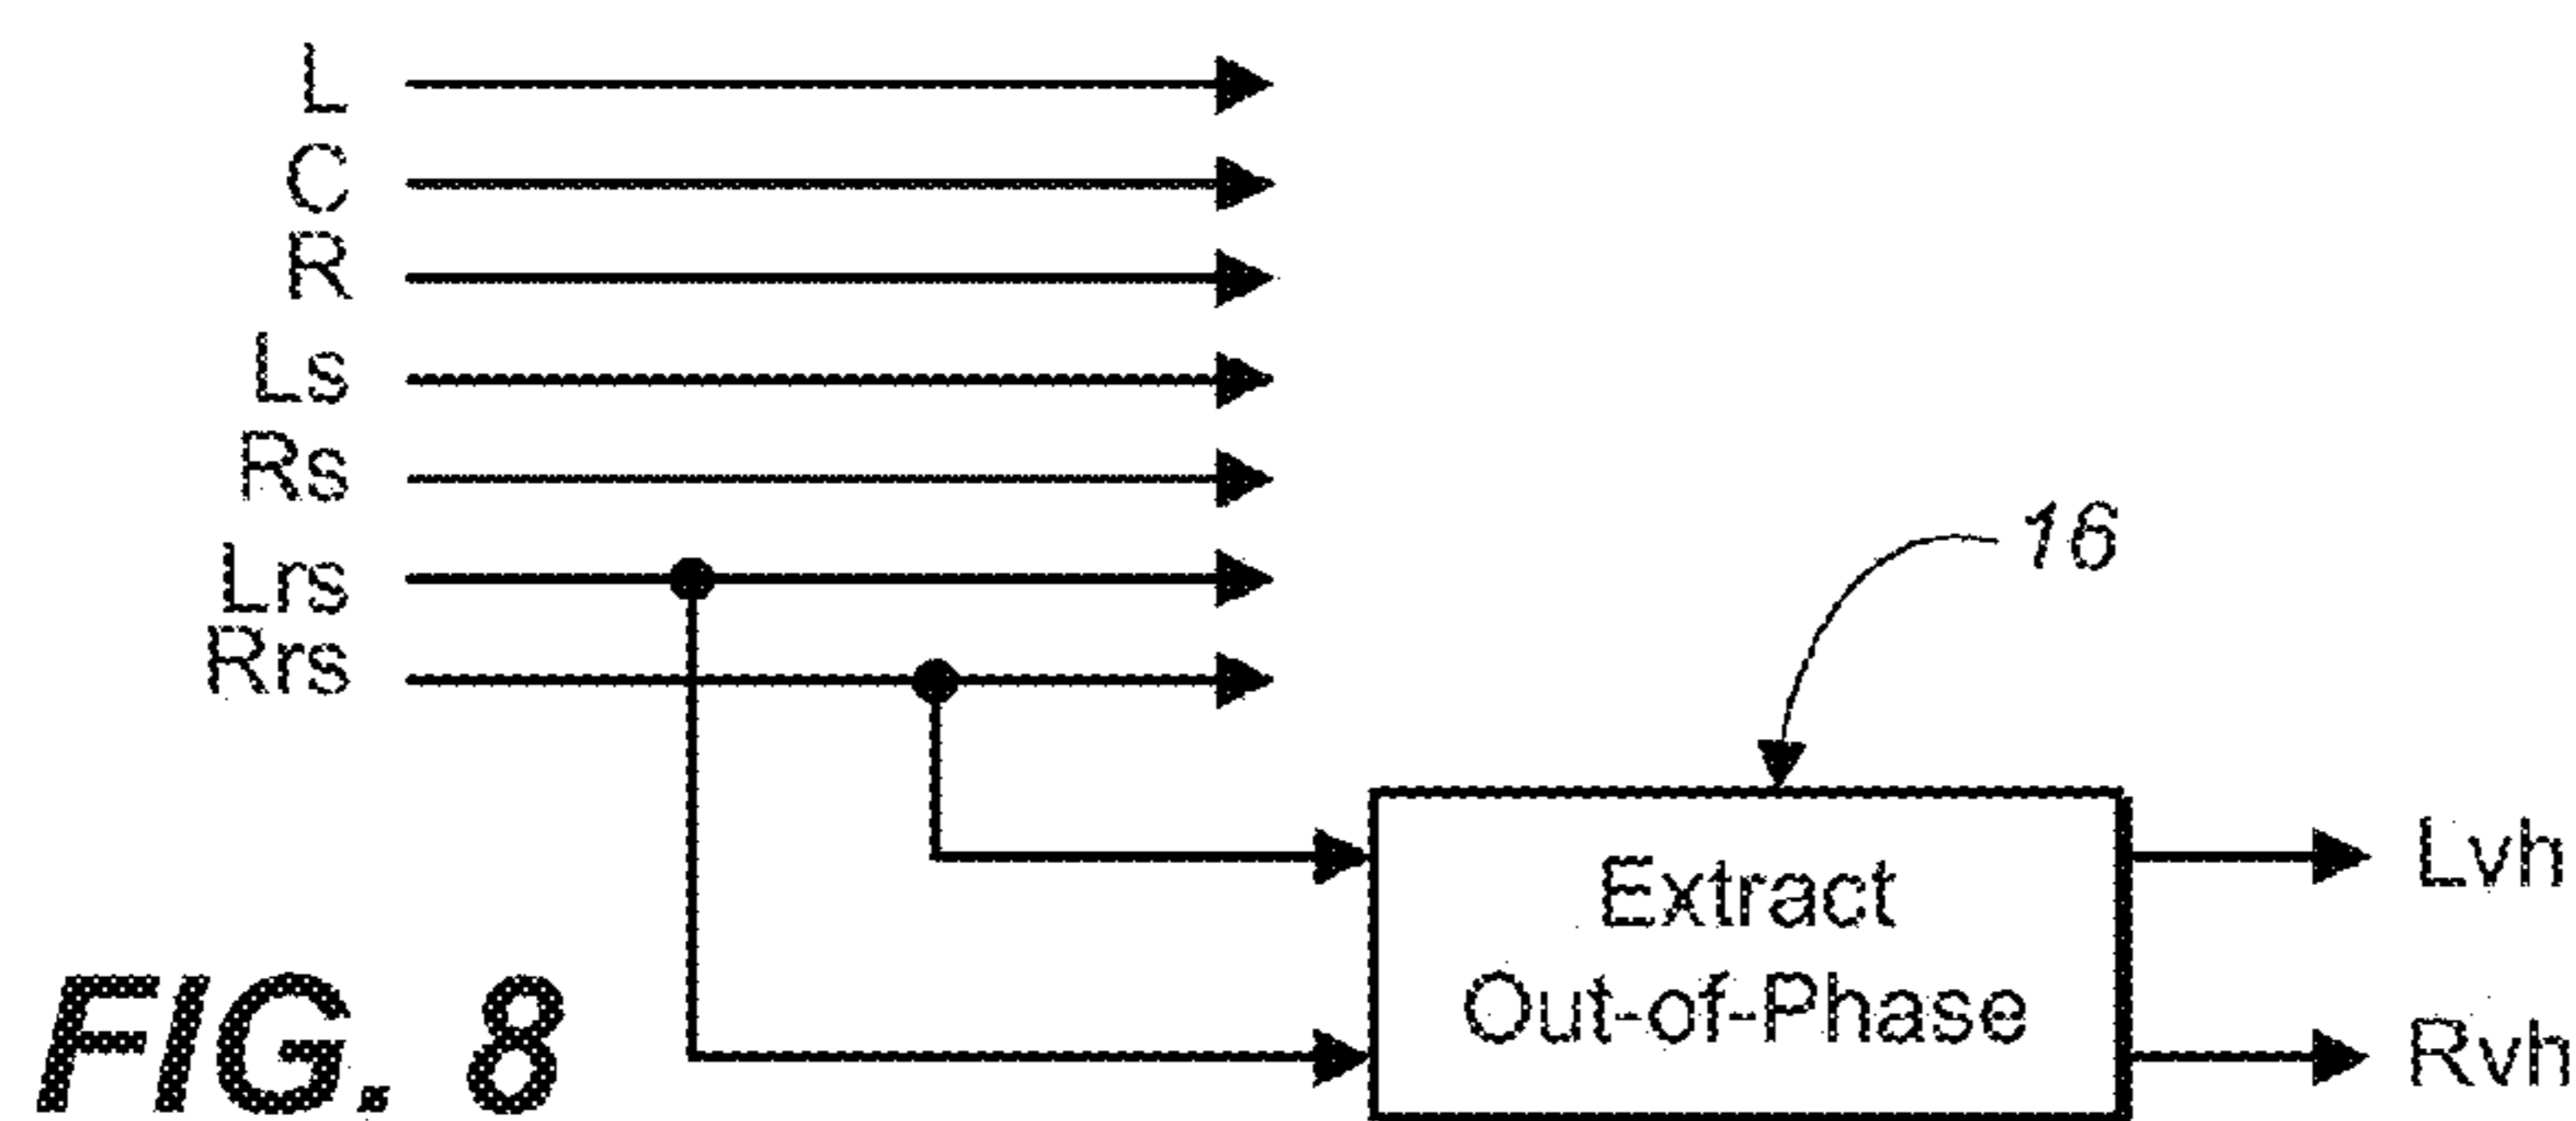 L
C
R
Ls
Rs
Lrs
Rrs
16
Extract
Out-of-Phase
Lvh
Rvh
FIG. 8